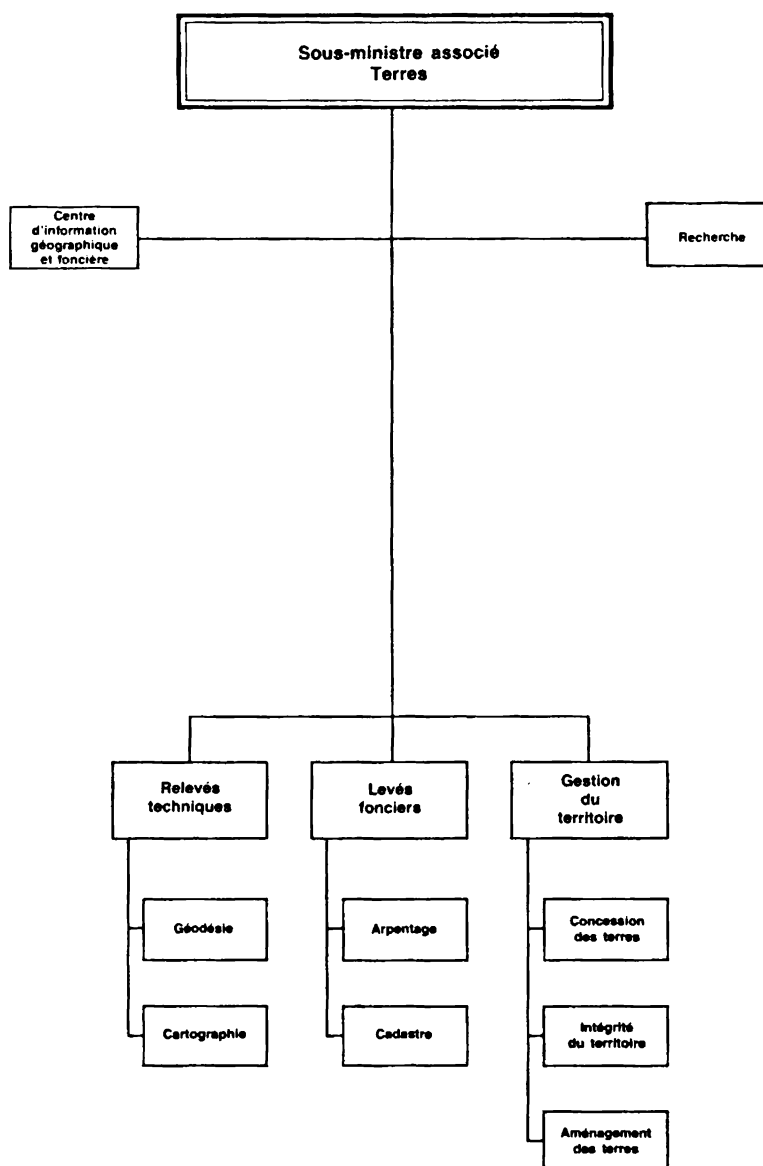 Sous-ministre associé
Terres
Centre
d'information
géographique
et foncière
Recherche
Relevés
techniques
Levés
fonciers
Gestion
du
territoire
Géodésie
Arpentage
Concession
des terres
Cartographie
Cadastre
Intégrité
du territoire
Aménagement
des terres